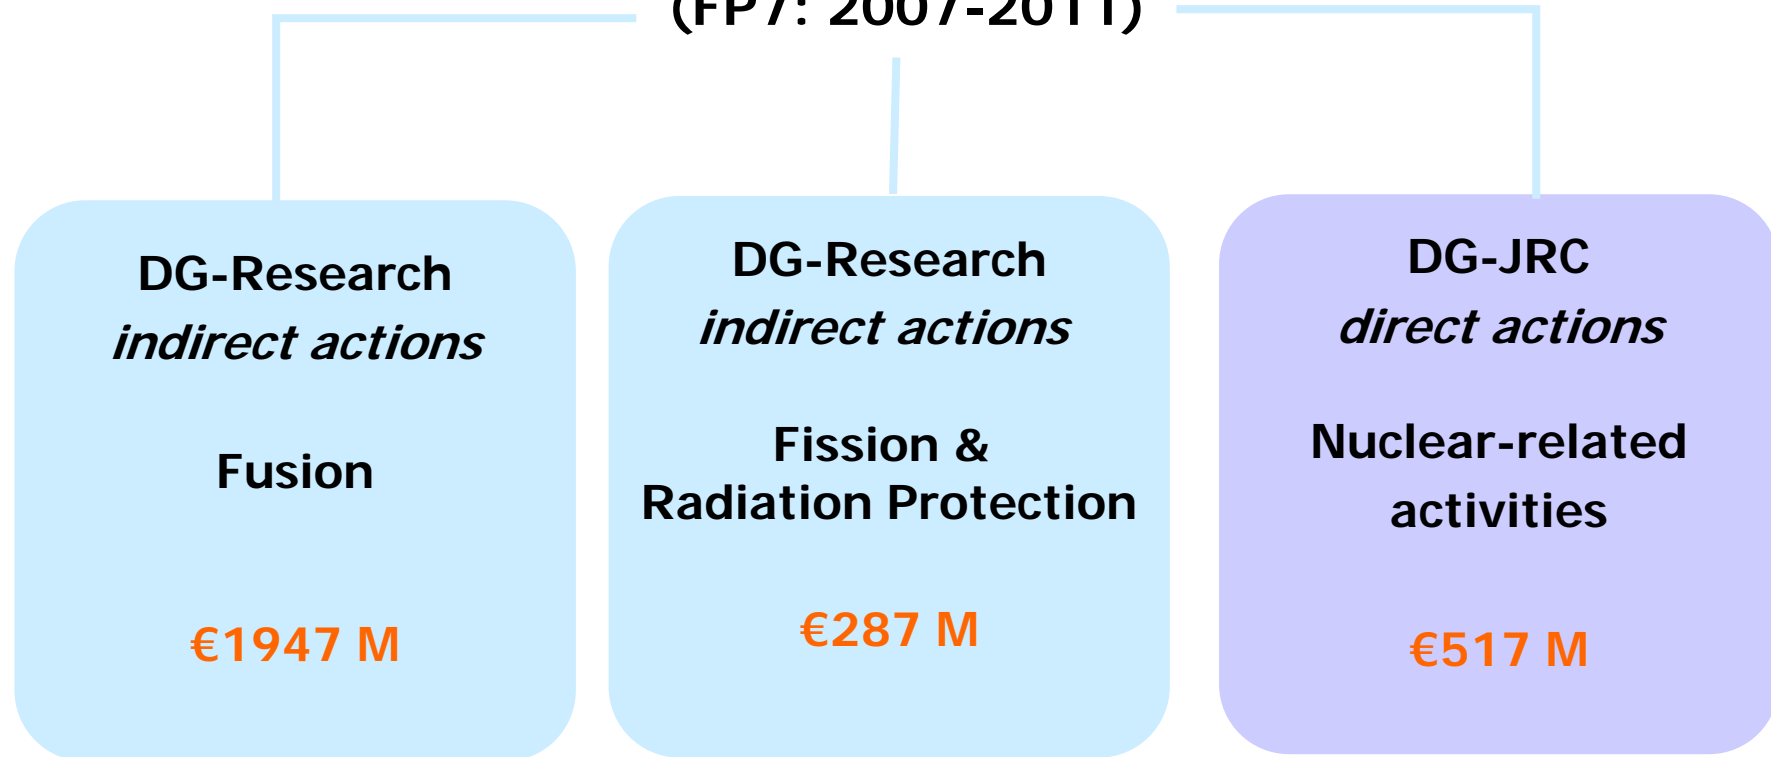 (FP7: 2007-2011)
DG-Research
indirect actions
Fusion
€1947 M
DG-Research
indirect actions
Fission &
Radiation Protection
€287 M
DG-JRC
direct actions
Nuclear-related
activities
€517 M